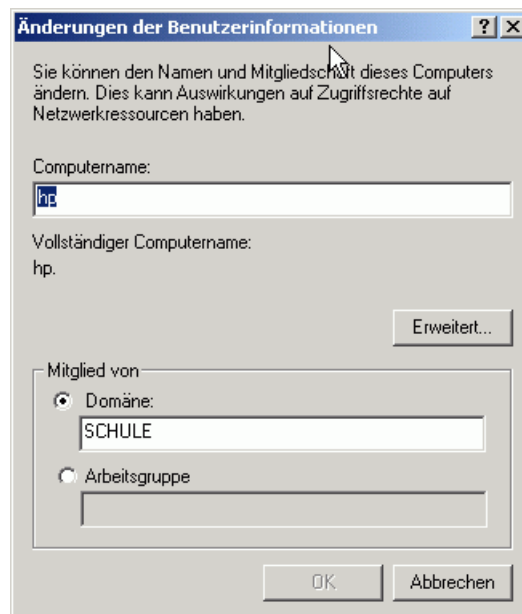 Änderungen der Benutzerinformationen
Sie können den Namen und Mitgliedschaft dieses Computers
ändern. Dies kann Auswirkungen auf Zugriffsrechte auf
Netzwerkressourcen haben.
Computername:
hp
Vollständiger Computername:
hp.
Erweitert...
Mitglied von
Domäne:
SCHULE
Arbeitsgruppe
OK
Abbrechen